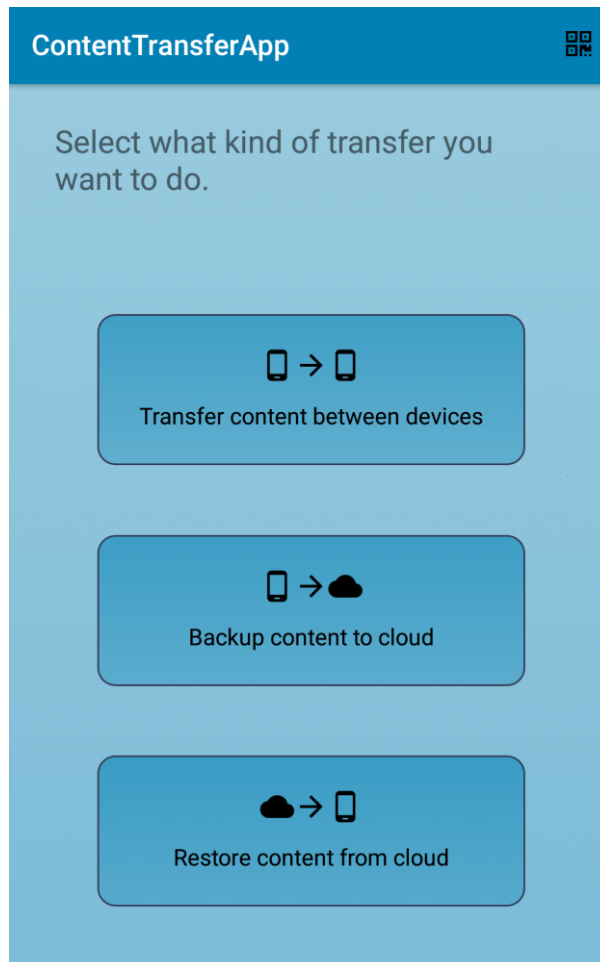 ContentTransferApp
Select what kind of transfer you
want to do.
Transfer content between devices
Backup content to cloud
Restore content from cloud